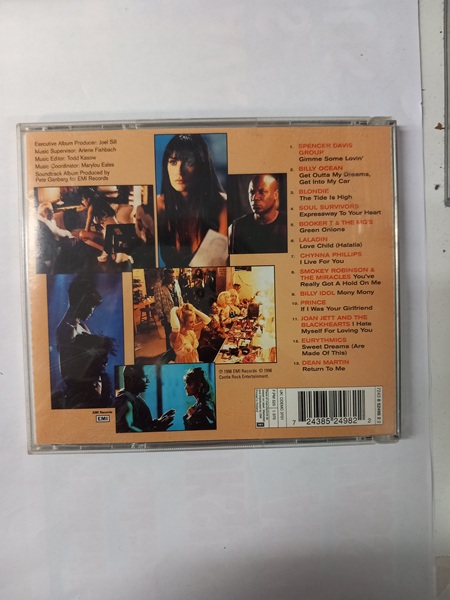 Executive Album Producer: Joel Sill
Music Supervisor: Arlene Fishbach
Music Editor: Todd Kasow
Music Coordinator: Marylou Eales
Soundtrack Album Produced by
Pete Ganbarg for EMI Records
1. SPENCER DAVIS
GROUP
Gimme Some Lovin'
2. BILLY OCEAN
Get Outta My Dreams,
Get Into My Car
3. BLONDIE
The Tide Is High
4. SOUL SURVIVORS
Expressway To Your Heart
5. BOOKER T & THE MG'S
Green Onions
6. LALADIN
Love Child (Halaila)
7. CHYNNA PHILLIPS
I Live For You
8. SMOKEY ROBINSON &
THE MIRACLES You've
Really Got A Hold On Me
9. BILLY IDOL Mony Mony
10. PRINCE
If I Was Your Girlfriend
11. JOAN JETT AND THE
BLACKHEARTS I Hate
Myself For Loving You
12. EURYTHMICS
Sweet Dreams (Are
Made Of This)
13. DEAN MARTIN
Return To Me
℗ 1996 EMI Records © 1996
Castle Rock Entertainment.
EMI Records
EMI
7 24385 24982 2